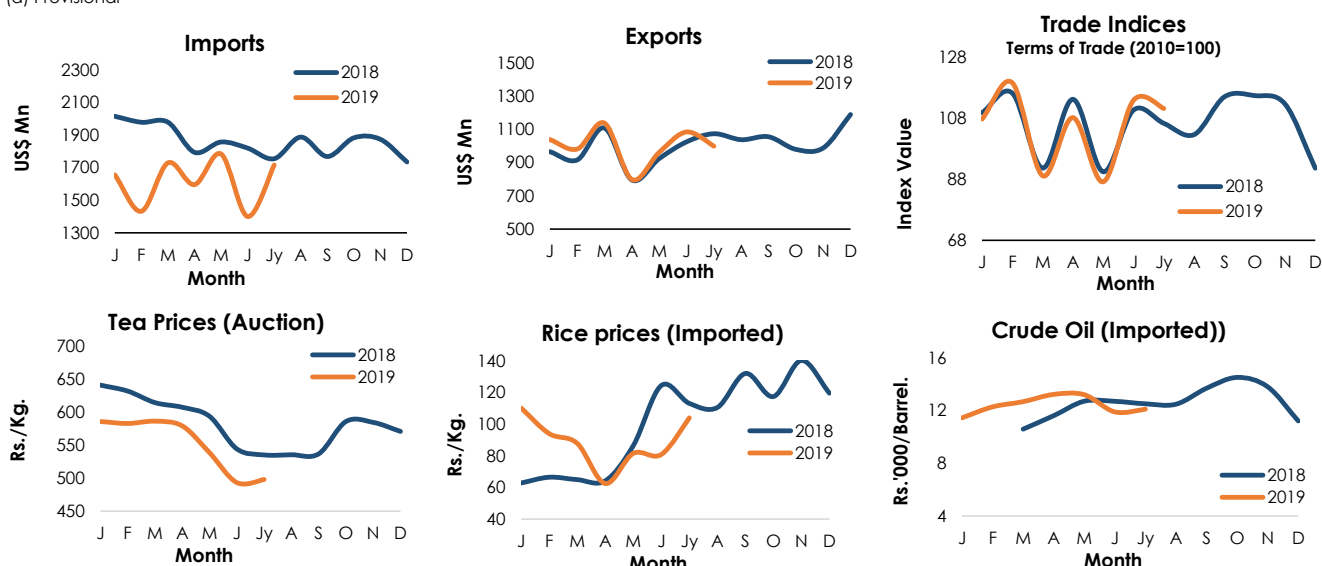 (a) Provisional
Imports
2300
2100
1900
1700
1500
1300
US$ Mn
2018
2019
J F M A M J Jy A S O N D
Month
Exports
1500
1300
1100
900
700
500
US$ Mn
2018
2019
J F M A M J Jy A S O N D
Month
Trade Indices
Terms of Trade (2010=100)
128
108
88
68
Index Value
2018
2019
J F M A M J Jy A S O N D
Month
Tea Prices (Auction)
700
650
600
550
500
450
Rs./Kg.
2018
2019
J F M A M J Jy A S O N D
Month
Rice prices (Imported)
140
120
100
80
60
40
Rs./Kg.
2018
2019
J F M A M J Jy A S O N D
Month
Crude Oil (Imported))
16
12
8
4
Rs.'000/Barrel.
2018
2019
J F M A M J Jy A S O N D
Month